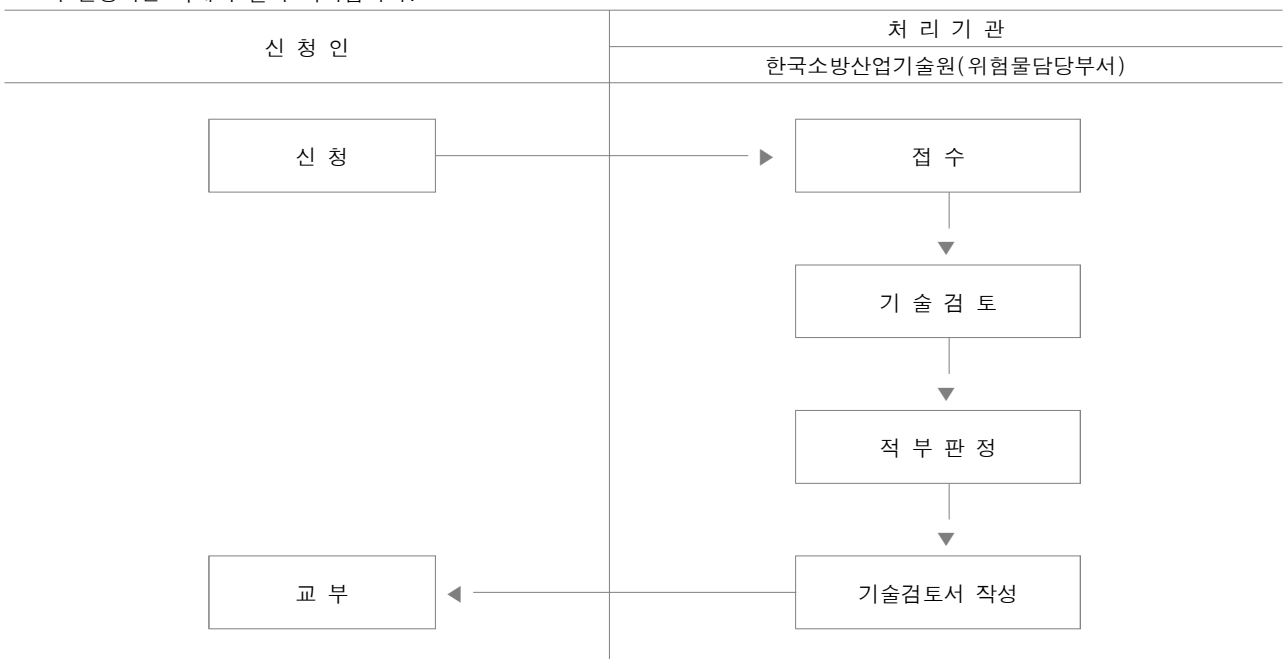 신 청 인
처 리 기 관
한국소방산업기술원(위험물담당부서)
신 청
접 수
기 술 검 토
적 부 판 정
교 부
기술검토서 작성